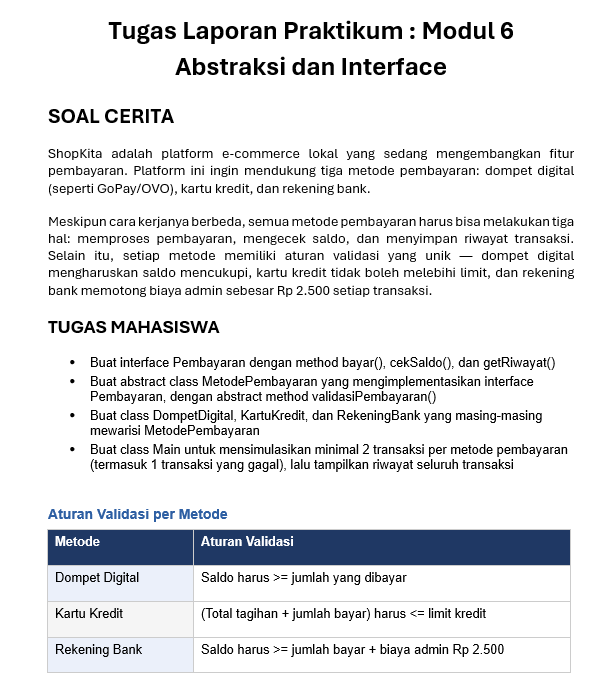 Tugas Laporan Praktikum : Modul 6
Abstraksi dan Interface
SOAL CERITA
ShopKita adalah platform e-commerce lokal yang sedang mengembangkan fitur
pembayaran. Platform ini ingin mendukung tiga metode pembayaran: dompet digital
(seperti GoPay/OVO), kartu kredit, dan rekening bank.
Meskipun cara kerjanya berbeda, semua metode pembayaran harus bisa melakukan tiga
hal: memproses pembayaran, mengecek saldo, dan menyimpan riwayat transaksi.
Selain itu, setiap metode memiliki aturan validasi yang unik — dompet digital
mengharuskan saldo mencukupi, kartu kredit tidak boleh melebihi limit, dan rekening
bank memotong biaya admin sebesar Rp 2.500 setiap transaksi.
TUGAS MAHASISWA
• Buat interface Pembayaran dengan method bayar(), cekSaldo(), dan getRiwayat()
• Buat abstract class MetodePembayaran yang mengimplementasikan interface
Pembayaran, dengan abstract method validasiPembayaran()
• Buat class DompetDigital, KartuKredit, dan RekeningBank yang masing-masing
mewarisi MetodePembayaran
• Buat class Main untuk mensimulasikan minimal 2 transaksi per metode pembayaran
(termasuk 1 transaksi yang gagal), lalu tampilkan riwayat seluruh transaksi
Aturan Validasi per Metode
Metode Aturan Validasi
Dompet Digital Saldo harus >= jumlah yang dibayar
Kartu Kredit (Total tagihan + jumlah bayar) harus <= limit kredit
Rekening Bank Saldo harus >= jumlah bayar + biaya admin Rp 2.500